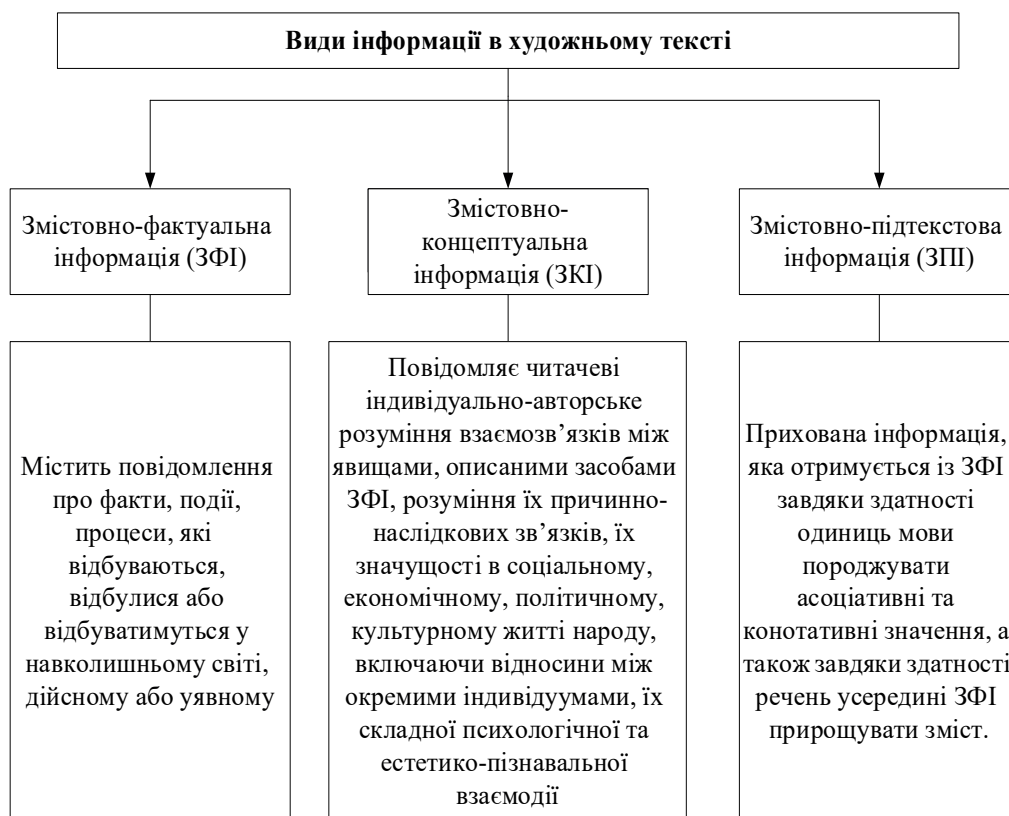 Види інформації в художньому тексті
Змістовно-фактуальна
інформація (ЗФІ)
Змістовно-
концептуальна
інформація (ЗКІ)
Змістовно-підтекстова
інформація (ЗПІ)
Містить повідомлення
про факти, події,
процеси, які
відбуваються,
відбулися або
відбуватимуться у
навколишньому світі,
дійсному або уявному
Повідомляє читачеві
індивідуально-авторське
розуміння взаємозв’язків між
явищами, описаними засобами
ЗФІ, розуміння їх причинно-
наслідкових зв’язків, їх
значущості в соціальному,
економічному, політичному,
культурному житті народу,
включаючи відносини між
окремими індивідуумами, їх
складної психологічної та
естетико-пізнавальної
взаємодії
Прихована інформація,
яка отримується із ЗФІ
завдяки здатності
одиниць мови
породжувати
асоціативні та
конотативні значення, а
також завдяки здатності
речень усередині ЗФІ
прирощувати зміст.